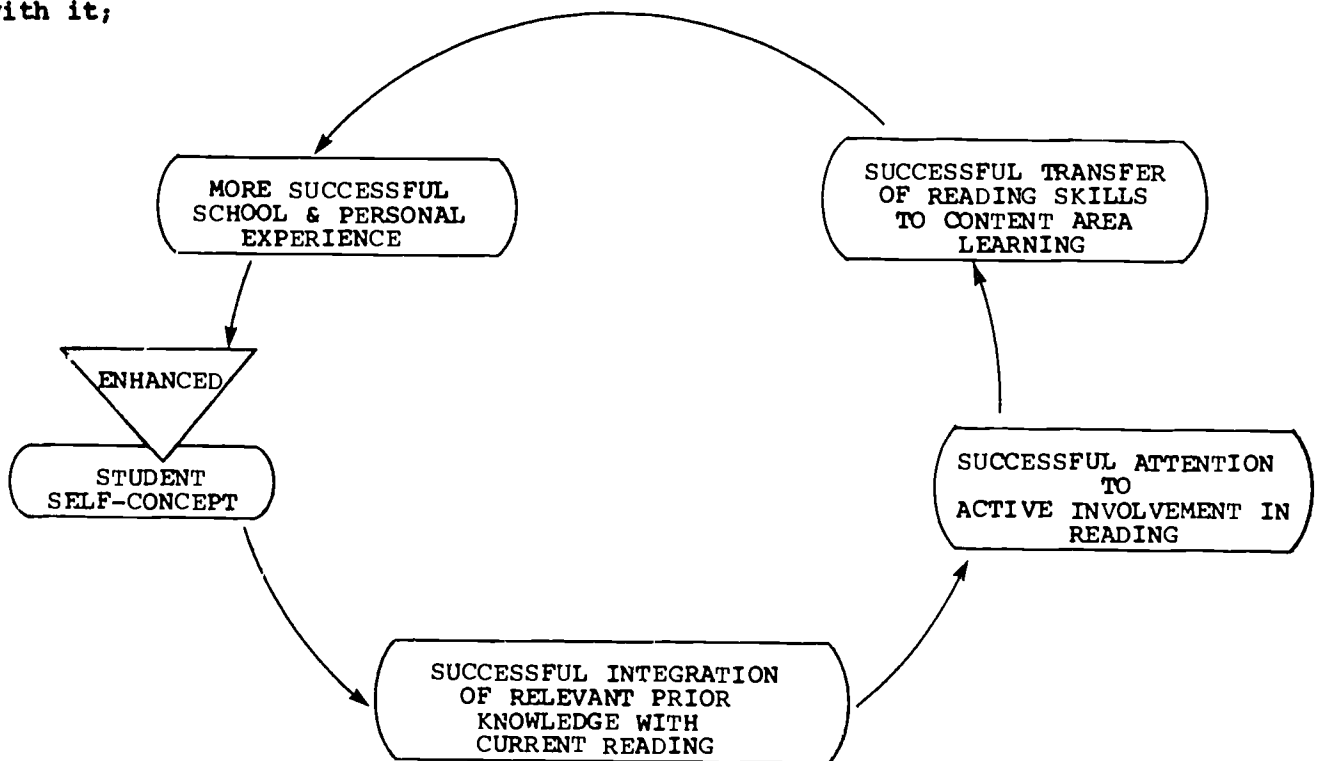 with it;
MORE SUCCESSFUL
SCHOOL & PERSONAL
EXPERIENCE
SUCCESSFUL TRANSFER
OF READING SKILLS
TO CONTENT AREA
LEARNING
ENHANCED
STUDENT
SELF-CONCEPT
SUCCESSFUL ATTENTION
TO
ACTIVE INVOLVEMENT IN
READING
SUCCESSFUL INTEGRATION
OF RELEVANT PRIOR
KNOWLEDGE WITH
CURRENT READING